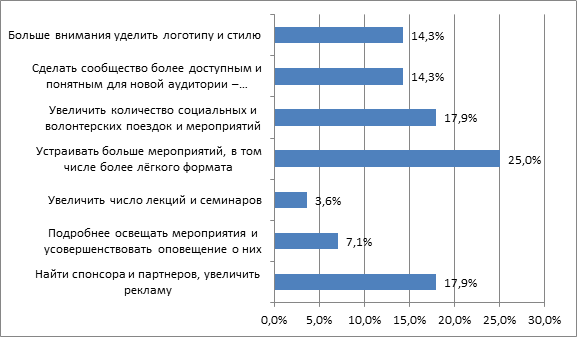 Больше внимания уделить логотипу и стилю
14,3%
Сделать сообщество более доступным и
понятным для новой аудитории –...
14,3%
Увеличить количество социальных и
волонтерских поездок и мероприятий
17,9%
Устраивать больше мероприятий, в том
числе более лёгкого формата
25,0%
Увеличить число лекций и семинаров
3,6%
Подробнее освещать мероприятия и
усовершенствовать оповещение о них
7,1%
Найти спонсора и партнеров, увеличить
рекламу
17,9%
0,0% 5,0% 10,0% 15,0% 20,0% 25,0% 30,0%